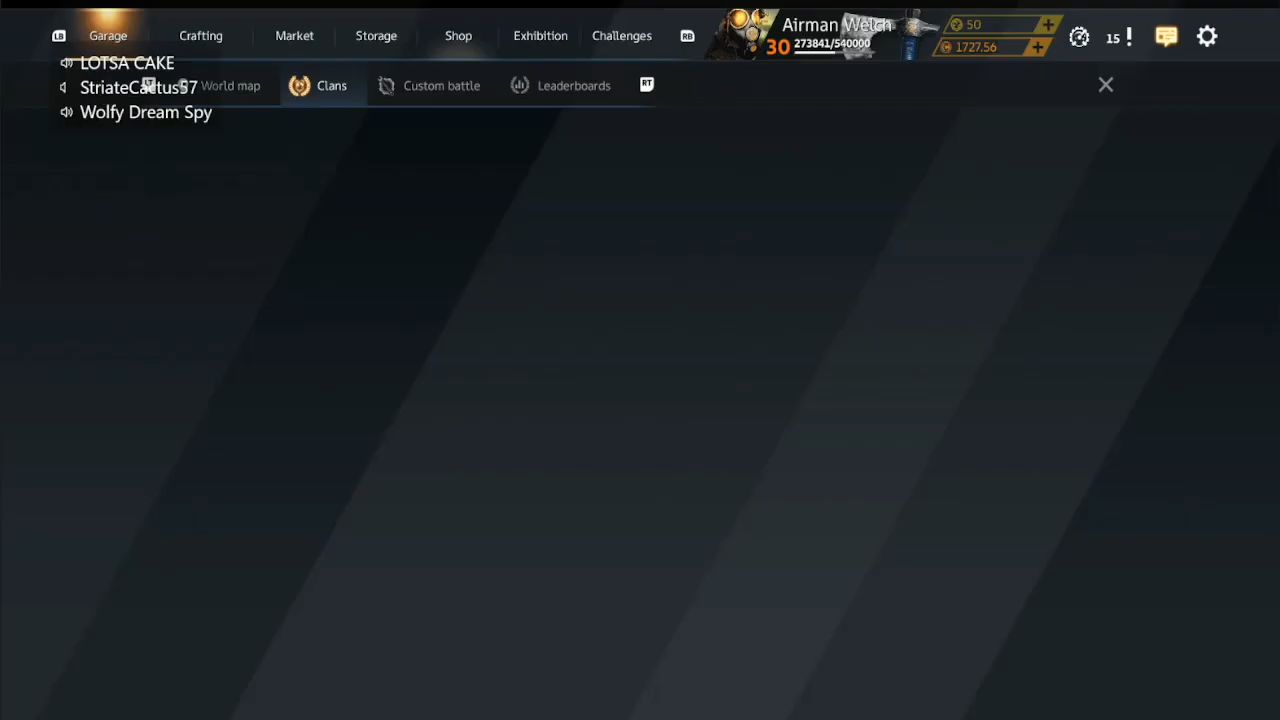 LB Garage Crafting Market Storage Shop Exhibition Challenges RB
Airman Welch
30 273841/540000
50
1727.56
15 !
LOTSA CAKE
StriateCactus57
Wolfy Dream Spy
World map Clans Custom battle Leaderboards RT